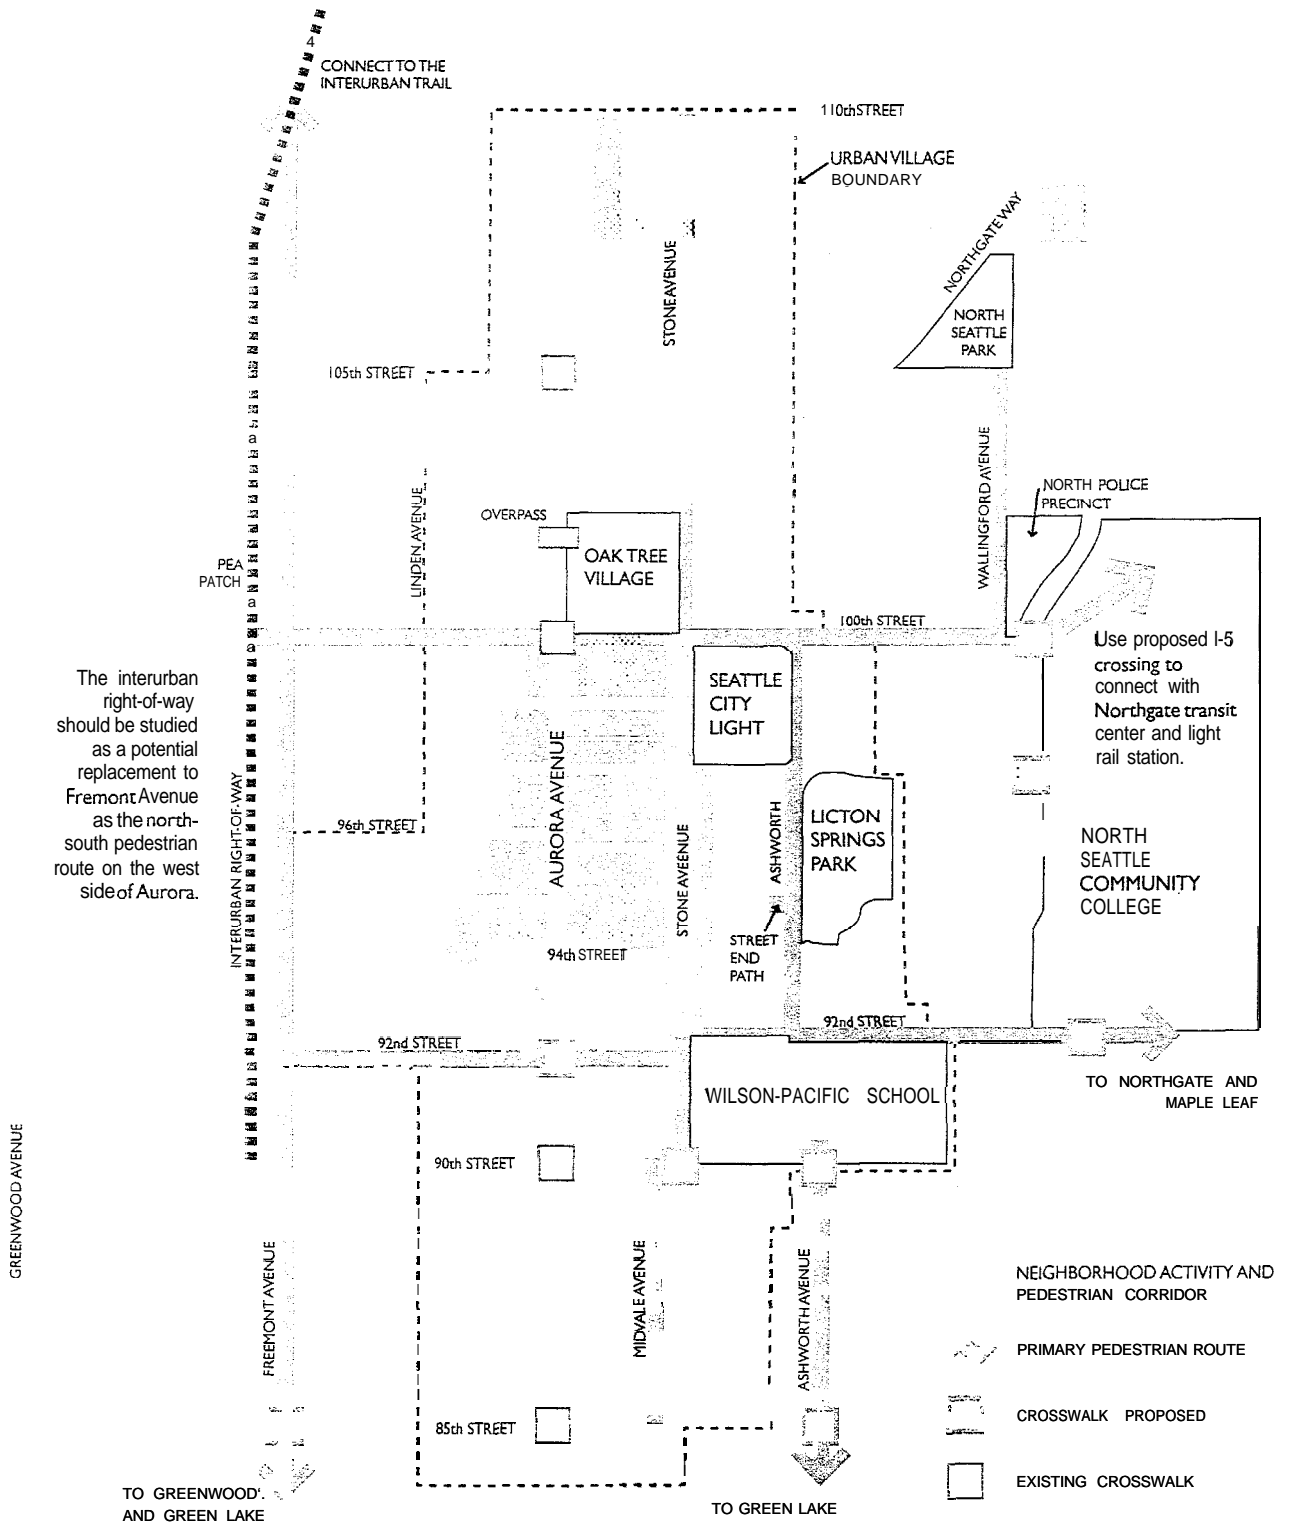 4
CONNECT TO THE
INTERURBAN TRAIL
110th STREET
URBAN VILLAGE
BOUNDARY
NORTHGATE WAY
STONE AVENUE
NORTH
SEATTLE
PARK
105th STREET
a
WALLINGFORD AVENUE
NORTH POLICE
PRECINCT
LINDEN AVENUE
OVERPASS
OAK TREE
VILLAGE
PEA
PATCH
a
100th STREET
a
Use proposed I-5
crossing to
connect with
Northgate transit
center and light
rail station.
The interurban
right-of-way
should be studied
as a potential
replacement to
Fremont Avenue
as the north-
south pedestrian
route on the west
side of Aurora.
SEATTLE
CITY
LIGHT
AURORA AVENUE
INTERURBAN RIGHT-OF-WAY
96th STREET
STONE AVEENUE
ASHWORTH
LICTON
SPRINGS
PARK
NORTH
SEATTLE
COMMUNITY
COLLEGE
STREET
END
PATH
94th STREET
92nd STREET
92nd STREET
WILSON-PACIFIC SCHOOL
TO NORTHGATE AND
MAPLE LEAF
GREENWOOD AVENUE
90th STREET
FREEMONT AVENUE
MIDVALE AVENUE
ASHWORTH AVENUE
NEIGHBORHOOD ACTIVITY AND
PEDESTRIAN CORRIDOR
PRIMARY PEDESTRIAN ROUTE
CROSSWALK PROPOSED
85th STREET
EXISTING CROSSWALK
TO GREENWOOD'.
AND GREEN LAKE
TO GREEN LAKE